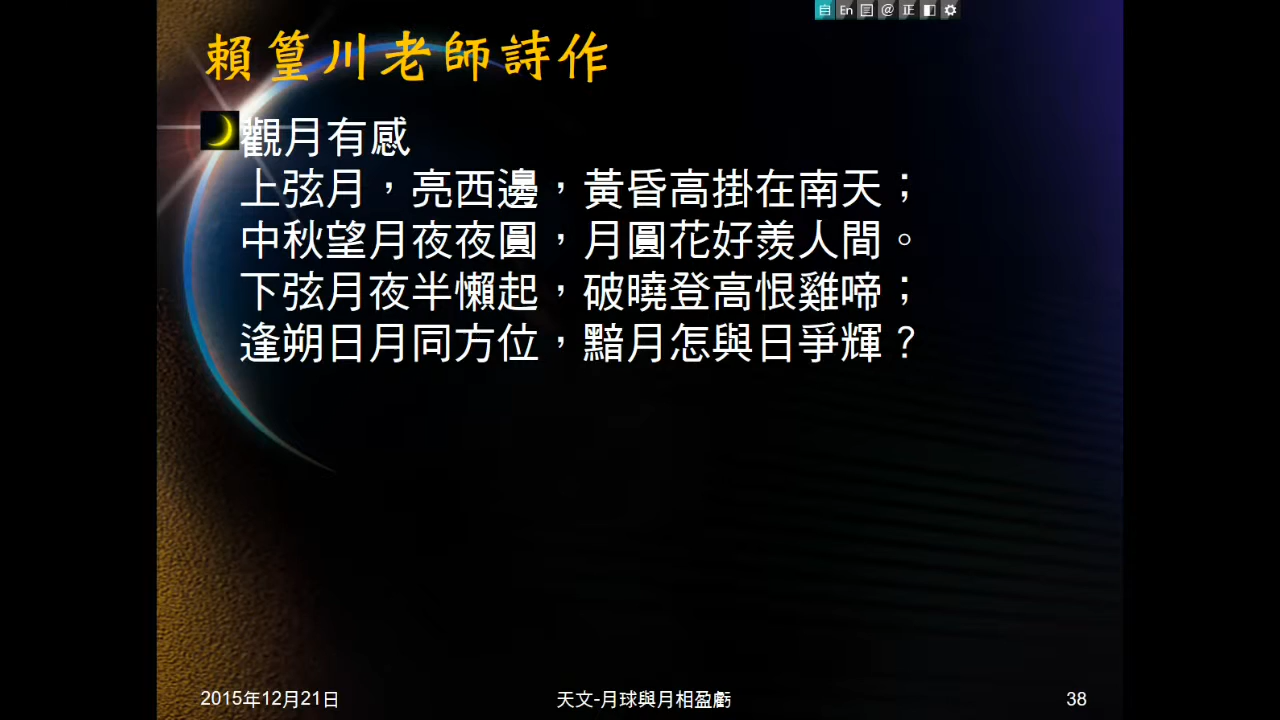 自 En @ 正
賴篁川老師詩作
觀月有感
上弦月，亮西邊，黃昏高掛在南天；
中秋望月夜夜圓，月圓花好羨人間。
下弦月夜半懶起，破曉登高恨雞啼；
逢朔日月同方位，黯月怎與日爭輝？
2015年12月21日 天文-月球與月相盈虧 38